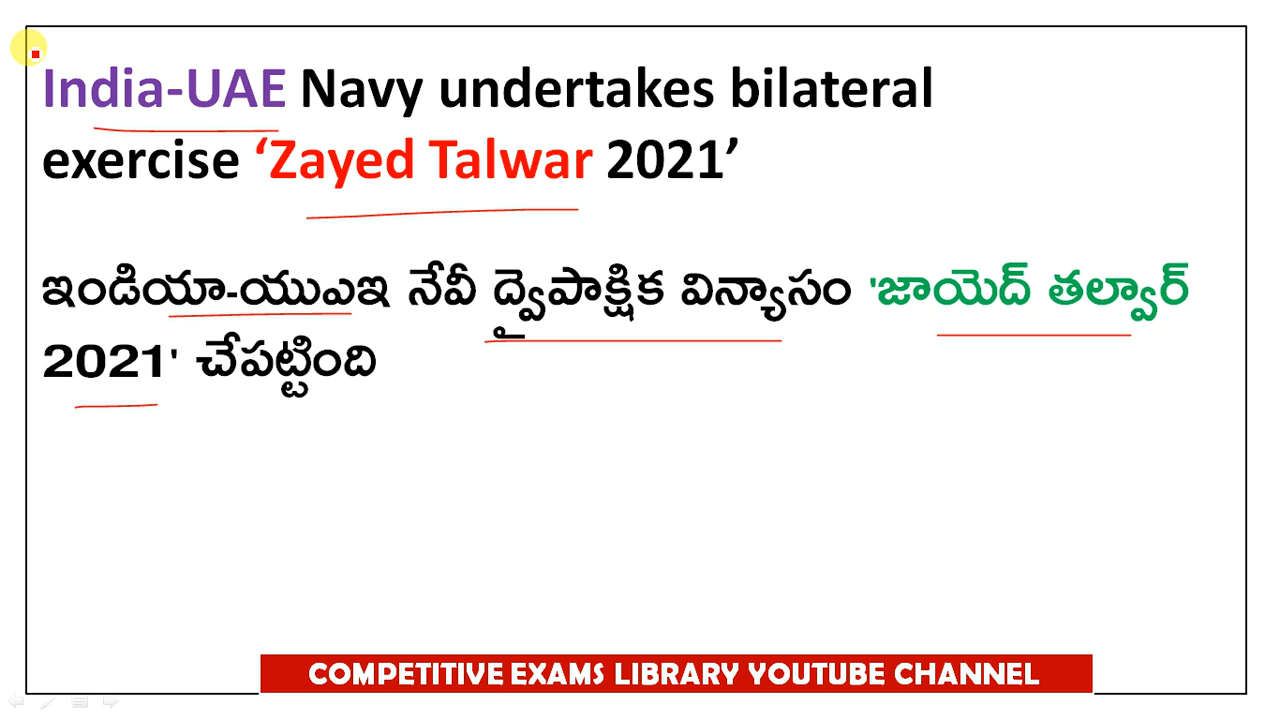 India-UAE Navy undertakes bilateral
exercise ‘Zayed Talwar 2021’
ఇండియా-యుఎఇ నేవీ ద్వైపాక్షిక విన్యాసం 'జాయెద్ తల్వార్
2021' చేపట్టింది
COMPETITIVE EXAMS LIBRARY YOUTUBE CHANNEL